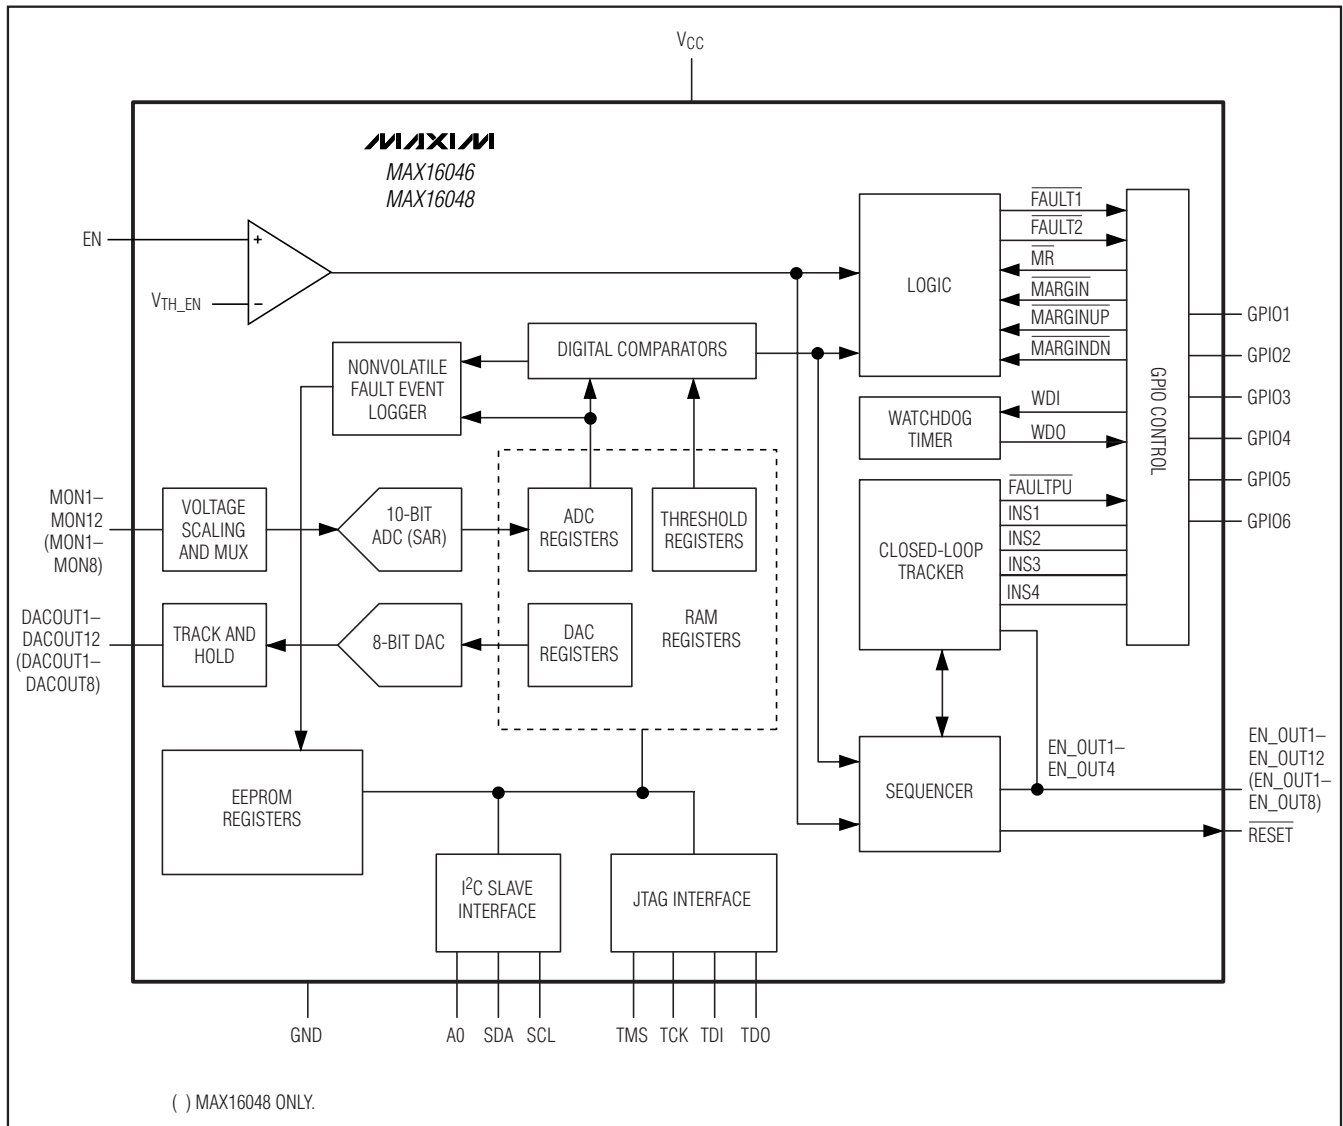 VCC
MAXIM
MAX16046
MAX16048
EN
+
VTH_EN
−
LOGIC
FAULT1
FAULT2
MR
MARGIN
MARGINUP
MARGINDN
GPIO CONTROL
GPIO1
GPIO2
GPIO3
GPIO4
GPIO5
GPIO6
DIGITAL COMPARATORS
NONVOLATILE
FAULT EVENT
LOGGER
WATCHDOG
TIMER
WDI
WDO
MON1–
MON12
(MON1–
MON8)
VOLTAGE
SCALING
AND MUX
10-BIT
ADC (SAR)
ADC
REGISTERS
THRESHOLD
REGISTERS
CLOSED-LOOP
TRACKER
FAULTPU
INS1
INS2
INS3
INS4
DACOUT1–
DACOUT12
(DACOUT1–
DACOUT8)
TRACK AND
HOLD
8-BIT DAC
DAC
REGISTERS
RAM
REGISTERS
EEPROM
REGISTERS
SEQUENCER
EN_OUT1–
EN_OUT4
EN_OUT1–
EN_OUT12
(EN_OUT1–
EN_OUT8)
RESET
I2C SLAVE
INTERFACE
JTAG INTERFACE
GND
A0
SDA
SCL
TMS
TCK
TDI
TDO
( ) MAX16048 ONLY.